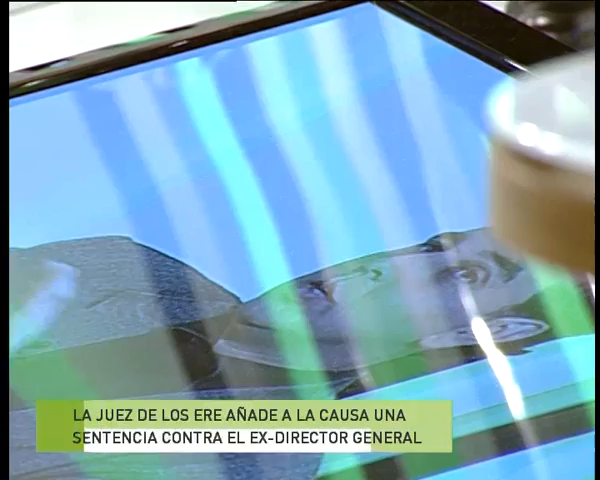 LA JUEZ DE LOS ERE AÑADE A LA CAUSA UNA
SENTENCIA CONTRA EL EX-DIRECTOR GENERAL